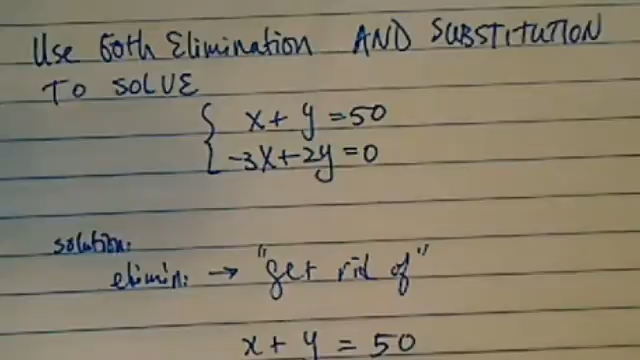 Use both Elimination AND SUBSTITUTION
TO SOLVE
x + y = 50
-3x + 2y = 0
solution:
elimin: → "get rid of"
x + y = 50